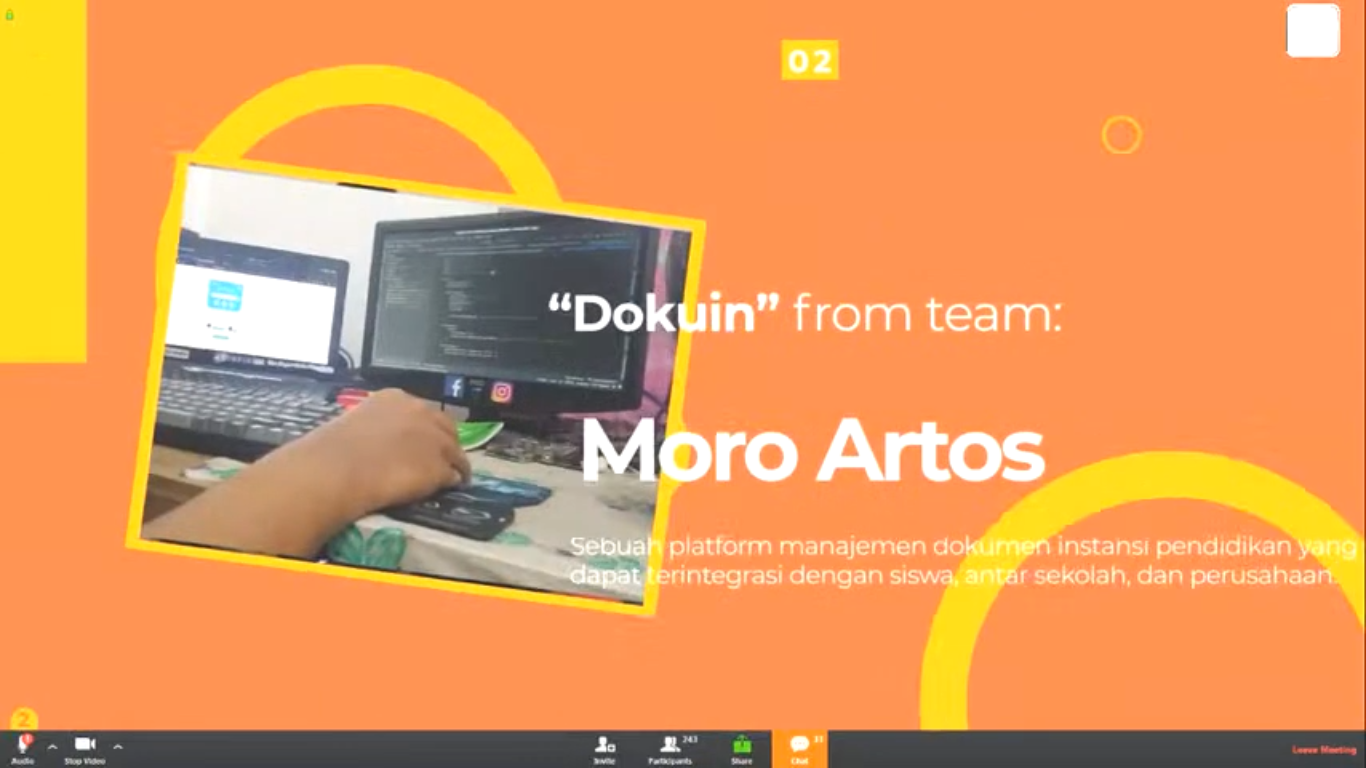 02
“Dokuin” from team:
Moro Artos
Sebuah platform manajemen dokumen instansi pendidikan yang
dapat terintegrasi dengan siswa, antar sekolah, dan perusahaan.
2
Audio
Stop Video
Invite
Participants
243
Share
Chat
31
Leave Meeting